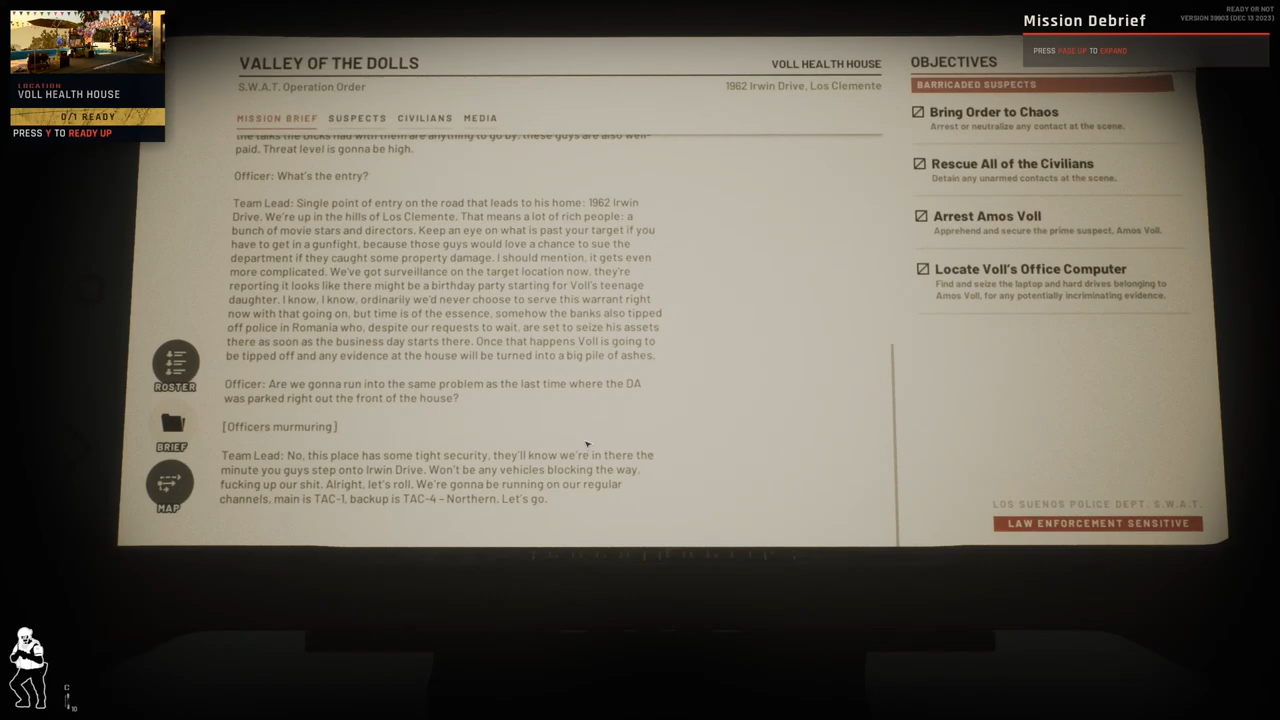 READY OR NOT
VERSION 39903 (DEC 13 2023)
Mission Debrief
PRESS PAGE UP TO EXPAND
LOCATION
VOLL HEALTH HOUSE
0/1 READY
PRESS Y TO READY UP
VALLEY OF THE DOLLS
VOLL HEALTH HOUSE
S.W.A.T. Operation Order
1962 Irwin Drive, Los Clemente
MISSION BRIEF SUSPECTS CIVILIANS MEDIA
the talks the Dicks had with them are anything to go by, these guys are also well-
paid. Threat level is gonna be high.
Officer: What's the entry?
Team Lead: Single point of entry on the road that leads to his home: 1962 Irwin
Drive. We're up in the hills of Los Clemente. That means a lot of rich people; a
bunch of movie stars and directors. Keep an eye on what is past your target if you
have to get in a gunfight, because those guys would love a chance to sue the
department if they caught some property damage. I should mention, it gets even
more complicated. We've got surveillance on the target location now, they're
reporting it looks like there might be a birthday party starting for Voll's teenage
daughter. I know, I know, ordinarily we'd never choose to serve this warrant right
now with that going on, but time is of the essence, somehow the banks also tipped
off police in Romania who, despite our requests to wait, are set to seize his assets
there as soon as the business day starts there. Once that happens Voll is going to
be tipped off and any evidence at the house will be turned into a big pile of ashes.
Officer: Are we gonna run into the same problem as the last time where the DA
was parked right out the front of the house?
[Officers murmuring]
Team Lead: No, this place has some tight security, they'll know we're in there the
minute you guys step onto Irwin Drive. Won't be any vehicles blocking the way,
fucking up our shit. Alright, let's roll. We're gonna be running on our regular
channels, main is TAC-1, backup is TAC-4 – Northern. Let's go.
ROSTER
BRIEF
MAP
OBJECTIVES
BARRICADED SUSPECTS
Bring Order to Chaos
Arrest or neutralize any contact at the scene.
Rescue All of the Civilians
Detain any unarmed contacts at the scene.
Arrest Amos Voll
Apprehend and secure the prime suspect, Amos Voll.
Locate Voll's Office Computer
Find and seize the laptop and hard drives belonging to
Amos Voll, for any potentially incriminating evidence.
LOS SUENOS POLICE DEPT. S.W.A.T.
LAW ENFORCEMENT SENSITIVE
10